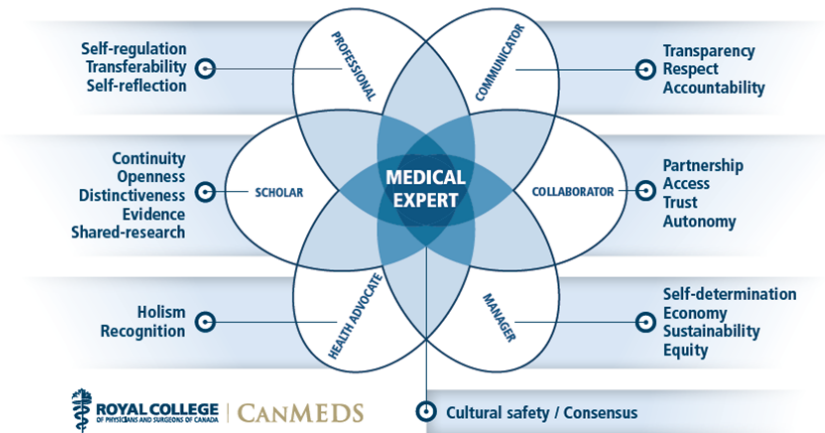 PROFESSIONAL
COMMUNICATOR
Self-regulation
Transferability
Self-reflection
Transparency
Respect
Accountability
Continuity
Openness
Distinctiveness
Evidence
Shared-research
SCHOLAR
MEDICAL
EXPERT
COLLABORATOR
Partnership
Access
Trust
Autonomy
Holism
Recognition
HEALTH ADVOCATE
MANAGER
Self-determination
Economy
Sustainability
Equity
ROYAL COLLEGE
OF PHYSICIANS AND SURGEONS OF CANADA
CANMEDS
Cultural safety / Consensus